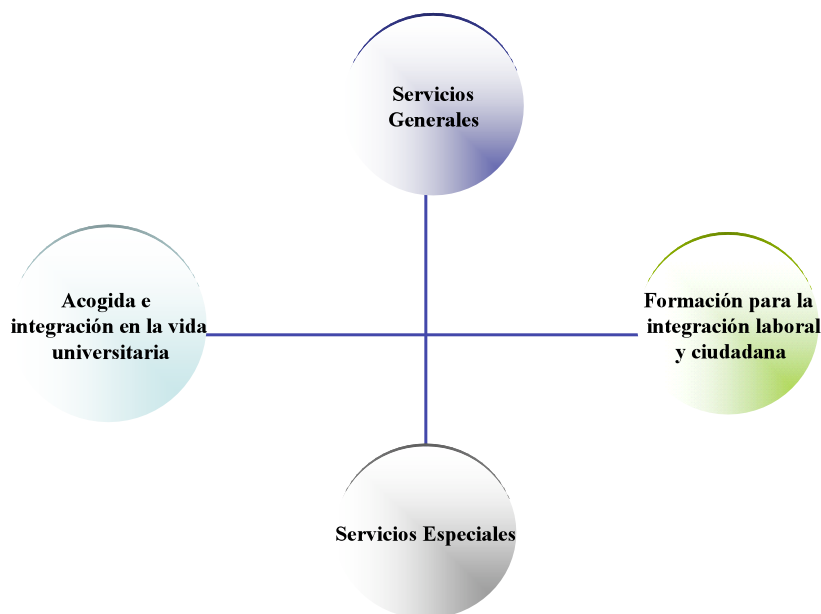 Servicios
Generales
Acogida e
integración en la vida
universitaria
Formación para la
integración laboral
y ciudadana
Servicios Especiales